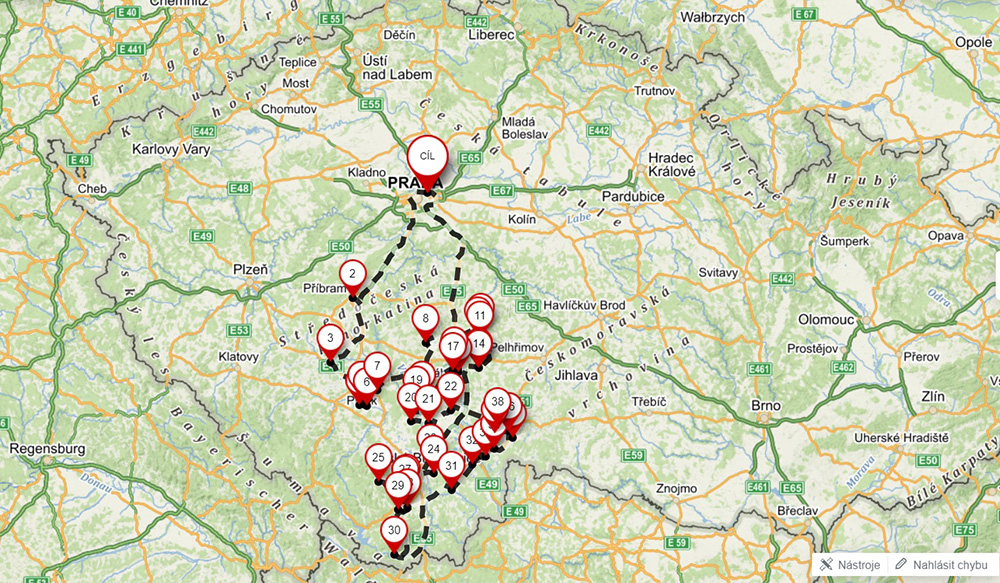 Chemnitz
E 40
E442
Wałbrzych
E 67
Děčín
Liberec
Opole
E 441
Teplice
Ústí
nad Labem
Krkonoše
Erzgebirge
Krušné hory
Most
Trutnov
Chomutov
E55
Česká tabule
Mladá
Boleslav
E442
E442
Orlické hory
Karlovy Vary
CÍL
E65
Hradec
Králové
E 49
Kladno
Cheb
PRAHA
E48
E67
Pardubice
Hrubý
Jeseník
Kolín
Labe
E49
E50
Šumperk
Opava
Český les
Plzeň
2
Příbram
Středočeská
E50
Svitavy
E442
Odra
E65
Havlíčkův Brod
11
8
Olomouc
E53
3
17
14
Pelhřimov
Klatovy
Českomoravská
vrchovina
Prostějov
Přerov
7
6
19
22
Jihlava
E461
E462
20
21
38
Třebíč
Brno
Zlín
Uherské Hradiště
Regensburg
24
25
31
E59
E50
Donau
27
29
E49
Znojmo
E461
E65
Morava
Bílé Karpaty
Bayerischer Wald
Šumava
E 49
Břeclav
30
E 59
E75
Nástroje
Nahlásit chybu